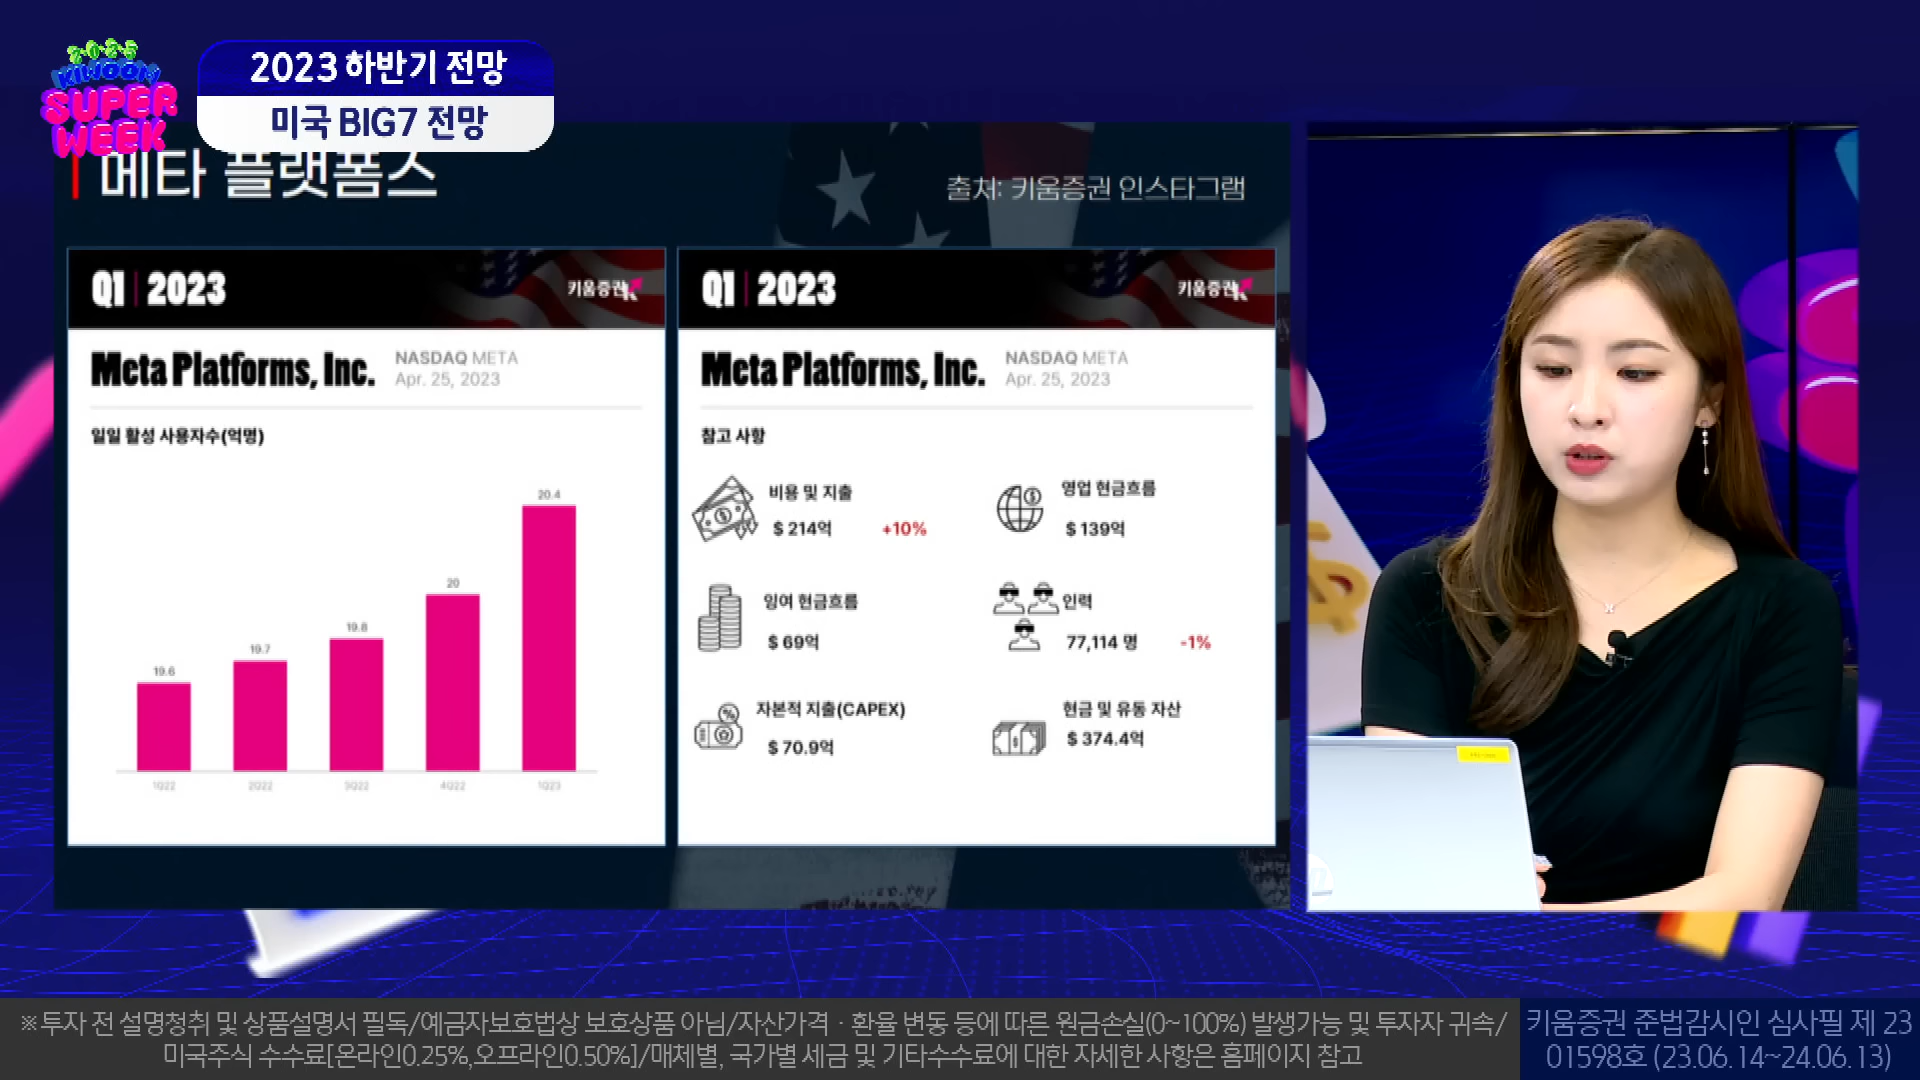 2023
KIWOOM
SUPER
WEEK
2023 하반기 전망
미국 BIG7 전망
메타 플랫폼스
출처: 키움증권 인스타그램
Q1 | 2023
키움증권
Meta Platforms, Inc.
NASDAQ META
Apr. 25, 2023
일일 활성 사용자수(억명)
19.6
19.7
19.8
20
20.4
1Q22
2Q22
3Q22
4Q22
1Q23
Q1 | 2023
키움증권
Meta Platforms, Inc.
NASDAQ META
Apr. 25, 2023
참고 사항
비용 및 지출
$ 214억 +10%
영업 현금흐름
$ 139억
잉여 현금흐름
$ 69억
인력
77,114 명 -1%
자본적 지출(CAPEX)
$ 70.9억
현금 및 유동 자산
$ 374.4억
※투자 전 설명청취 및 상품설명서 필독/예금자보호법상 보호상품 아님/자산가격 · 환율 변동 등에 따른 원금손실(0~100%) 발생가능 및 투자자 귀속/
미국주식 수수료[온라인0.25%,오프라인0.50%]/매체별, 국가별 세금 및 기타수수료에 대한 자세한 사항은 홈페이지 참고
키움증권 준법감시인 심사필 제 23
01598호 (23.06.14~24.06.13)